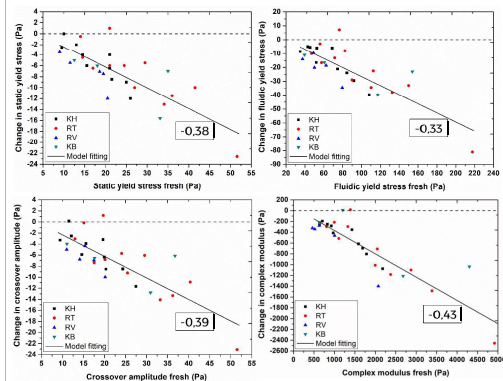 Change in static yield stress (Pa)
4
2
0
-2
-4
-6
-8
-10
-12
-14
-16
-18
-20
-22
-24
5 10 15 20 25 30 35 40 45 50 55
KH
RT
RV
KB
Model fitting
-0,38
Static yield stress fresh (Pa)
Change in fluidic yield stress (Pa)
20
10
0
-10
-20
-30
-40
-50
-60
-70
-80
-90
20 40 60 80 100 120 140 160 180 200 220 240
KH
RT
RV
KB
Model fitting
-0,33
Fluidic yield stress fresh (Pa)
Change in crossover amplitude (Pa)
4
2
0
-2
-4
-6
-8
-10
-12
-14
-16
-18
-20
-22
-24
5 10 15 20 25 30 35 40 45 50 55
KH
RT
RV
KB
Model fitting
-0,39
Crossover amplitude fresh (Pa)
Change in complex modulus (Pa)
200
0
-200
-400
-600
-800
-1000
-1200
-1400
-1600
-1800
-2000
-2200
-2400
-2600
0 500 1000 1500 2000 2500 3000 3500 4000 4500 5000
KH
RT
RV
KB
Model fitting
-0,43
Complex modulus fresh (Pa)